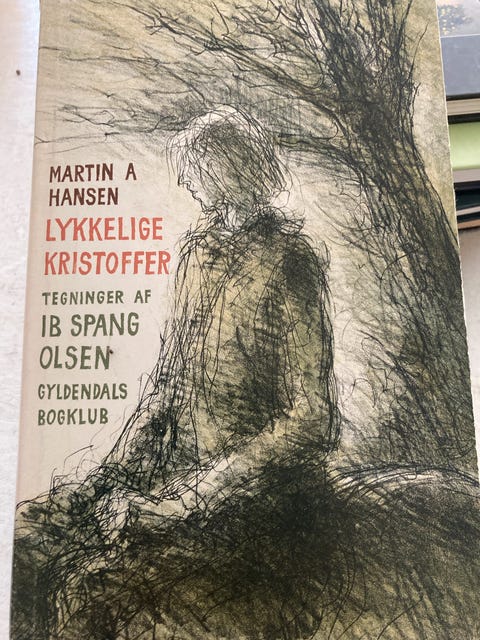 MARTIN A
HANSEN
LYKKELIGE
KRISTOFFER
TEGNINGER AF
IB SPANG
OLSEN
GYLDENDALS
BOGKLUB